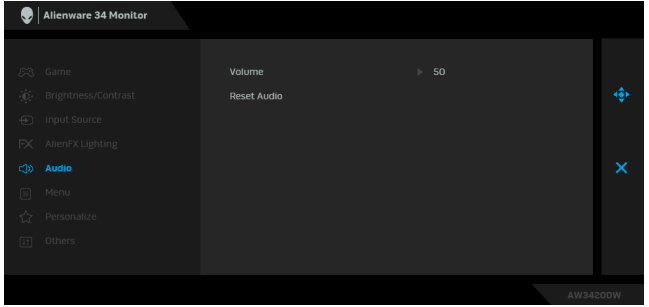 Alienware 34 Monitor
Game
Brightness/Contrast
Input Source
AlienFX Lighting
Audio
Menu
Personalize
Others
Volume 50
Reset Audio
AW3420DW